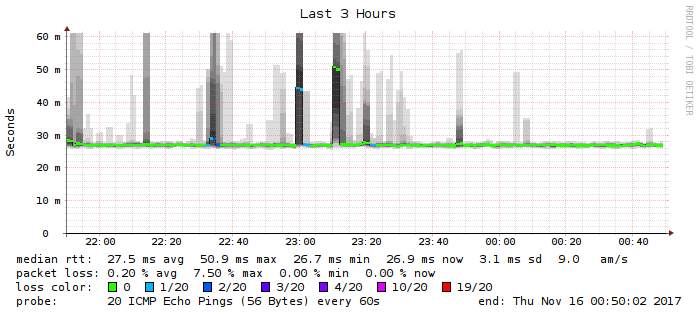 Last 3 Hours
RRDTOOL / TOBI OETIKER
Seconds
60 m
50 m
40 m
30 m
20 m
10 m
0
22:00 22:20 22:40 23:00 23:20 23:40 00:00 00:20 00:40
median rtt: 27.5 ms avg 50.9 ms max 26.7 ms min 26.9 ms now 3.1 ms sd 9.0 am/s
packet loss: 0.20 % avg 7.50 % max 0.00 % min 0.00 % now
loss color: 0 1/20 2/20 3/20 4/20 10/20 19/20
probe: 20 ICMP Echo Pings (56 Bytes) every 60s end: Thu Nov 16 00:50:02 2017